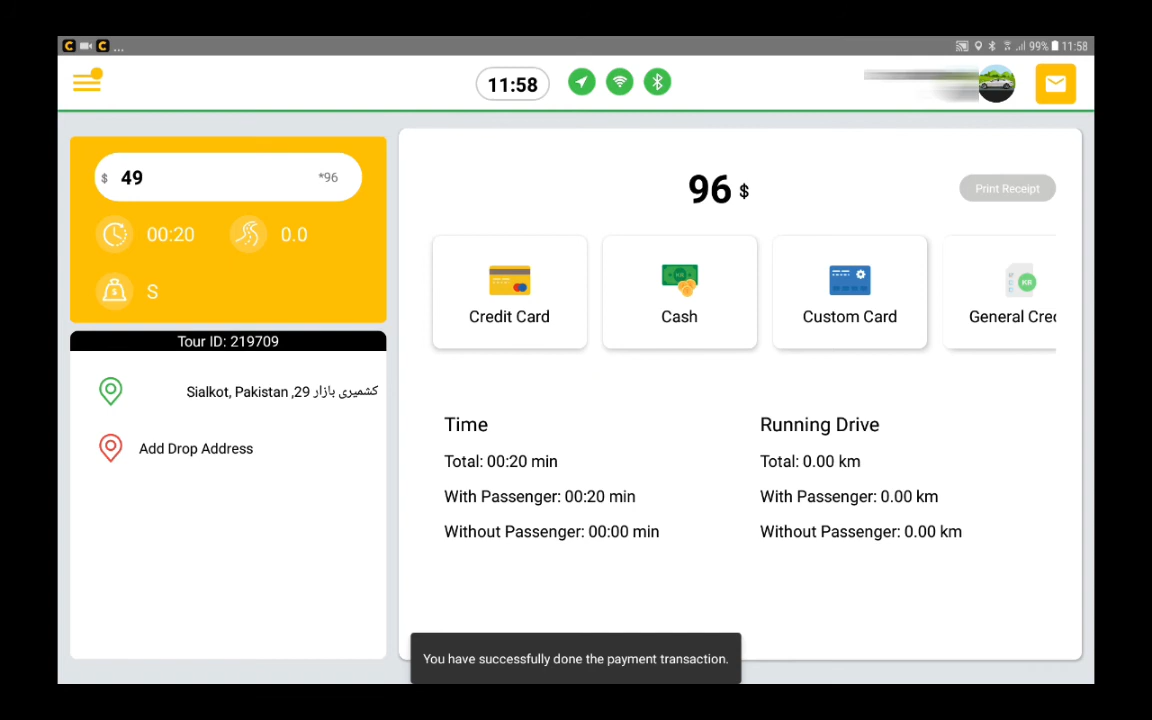 C C ... 99% 11:58
11:58
$ 49 *96
00:20 0.0
S
Tour ID: 219709
کشمیری بازار 29, Sialkot, Pakistan
Add Drop Address
96 $
Print Receipt
Credit Card
Cash
Custom Card
General Cred
Time
Total: 00:20 min
With Passenger: 00:20 min
Without Passenger: 00:00 min
Running Drive
Total: 0.00 km
With Passenger: 0.00 km
Without Passenger: 0.00 km
You have successfully done the payment transaction.